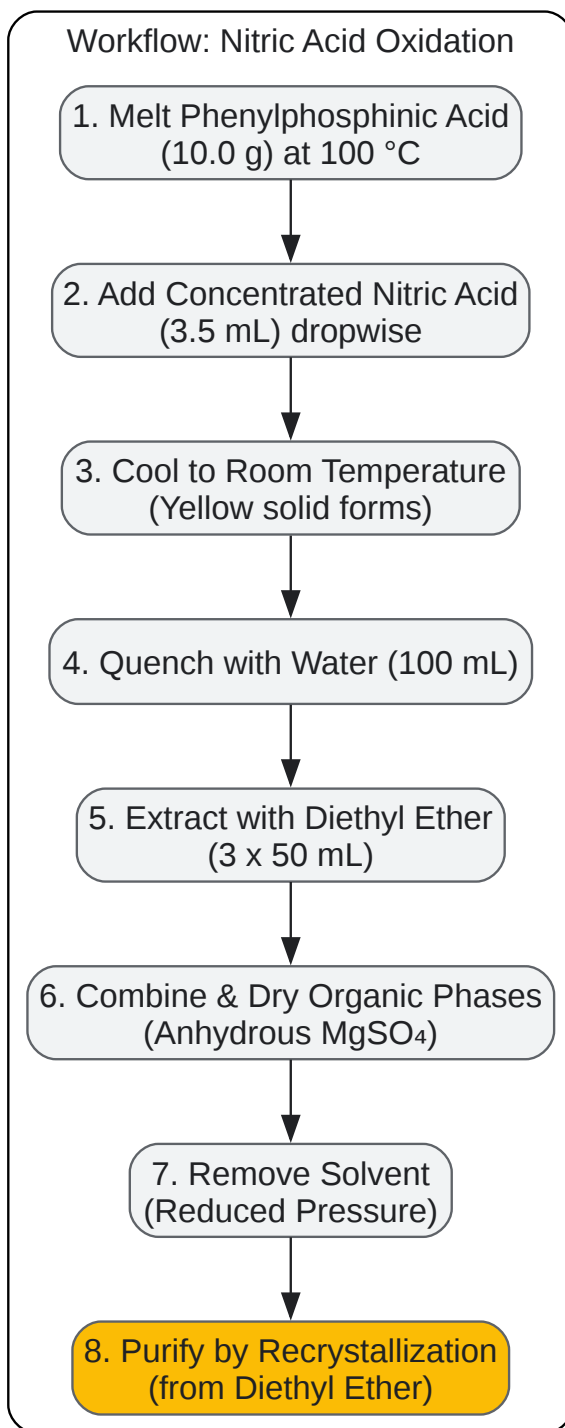 Workflow: Nitric Acid Oxidation
1. Melt Phenylphosphinic Acid
(10.0 g) at 100 °C
2. Add Concentrated Nitric Acid
(3.5 mL) dropwise
3. Cool to Room Temperature
(Yellow solid forms)
4. Quench with Water (100 mL)
5. Extract with Diethyl Ether
(3 x 50 mL)
6. Combine & Dry Organic Phases
(Anhydrous MgSO₄)
7. Remove Solvent
(Reduced Pressure)
8. Purify by Recrystallization
(from Diethyl Ether)